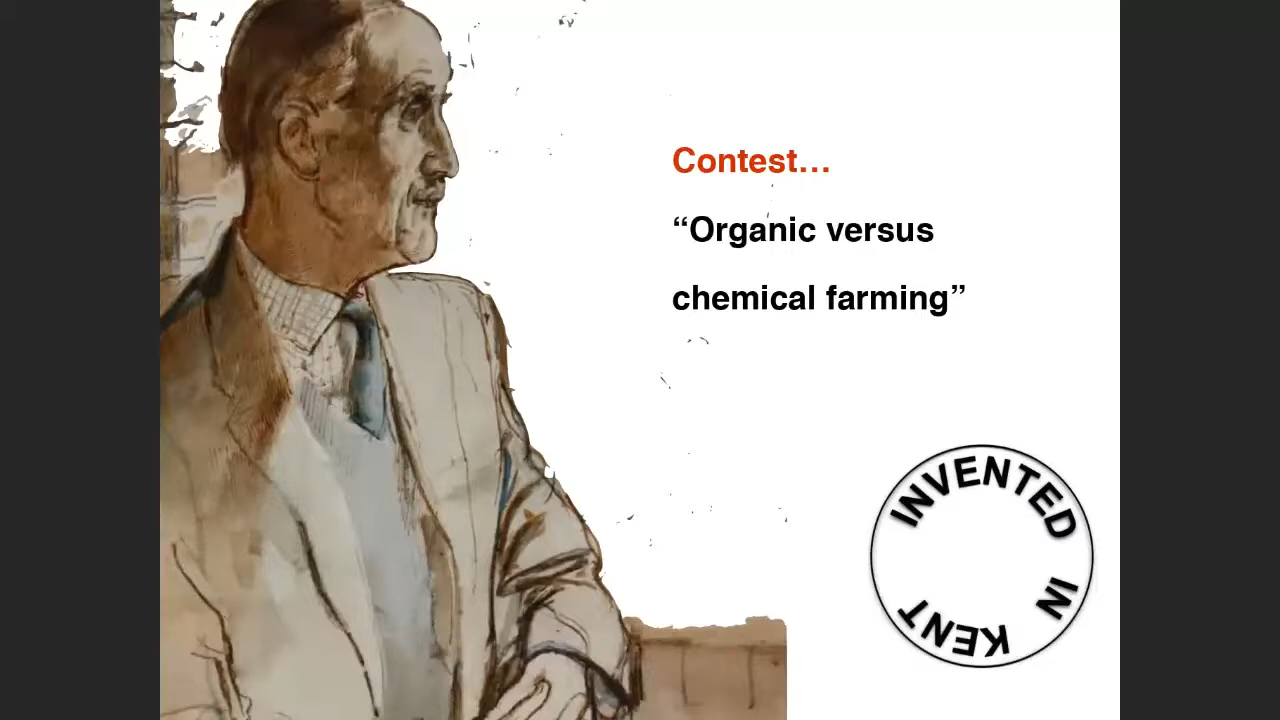 Contest…
“Organic versus
chemical farming”
INVENTED IN KENT